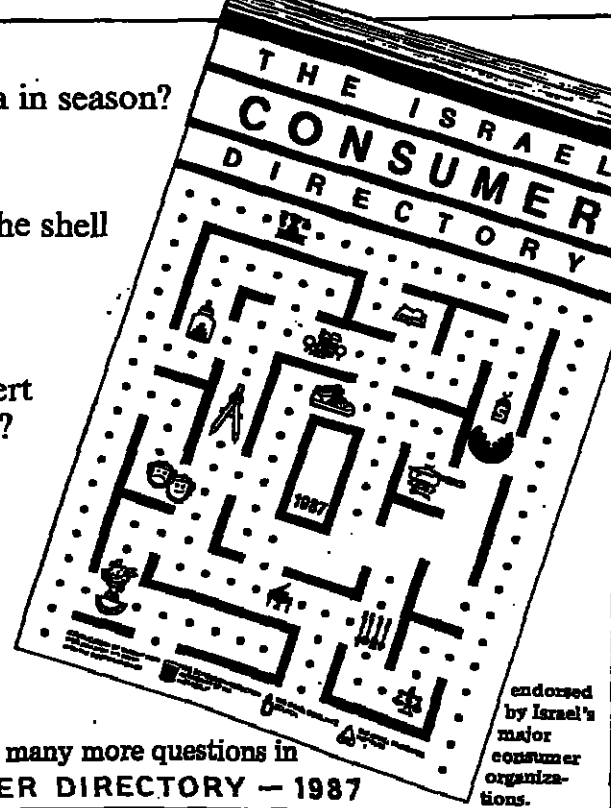 a in season?
THE ISRAEL
CONSUMER
DIRECTORY
he shell
ert
?
1987
endorsed
by Israel's
major
consumer
organiza-
tions.
many more questions in
ER DIRECTORY — 1987